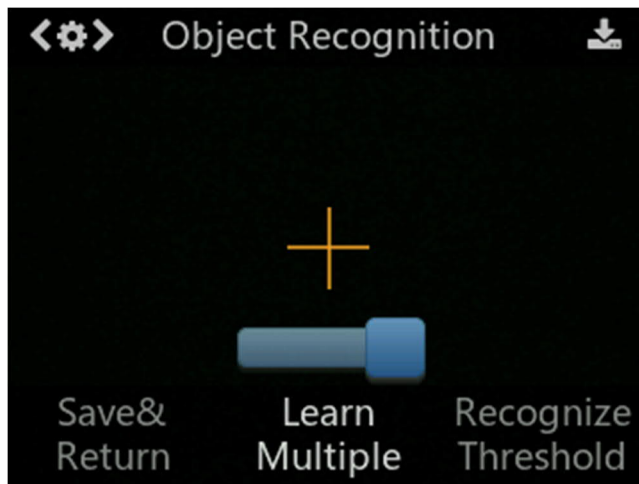 Object Recognition
Save& Learn Recognize
Return Multiple Threshold